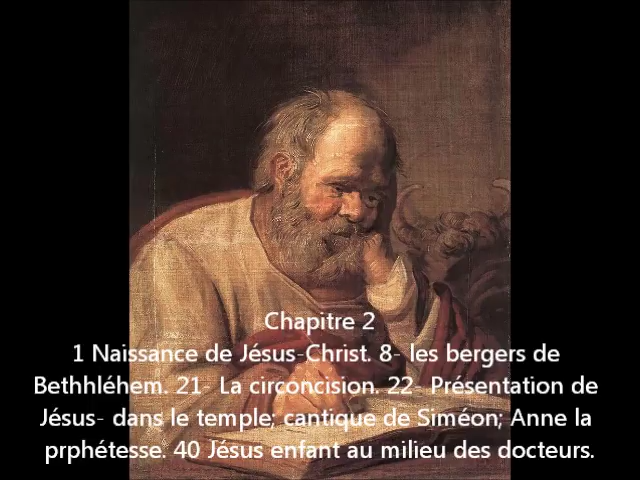 Chapitre 2
1 Naissance de Jésus-Christ. 8- les bergers de
Bethhléhem. 21- La circoncision. 22- Présentation de
Jésus- dans le temple; cantique de Siméon; Anne la
prphétesse. 40 Jésus enfant au milieu des docteurs.